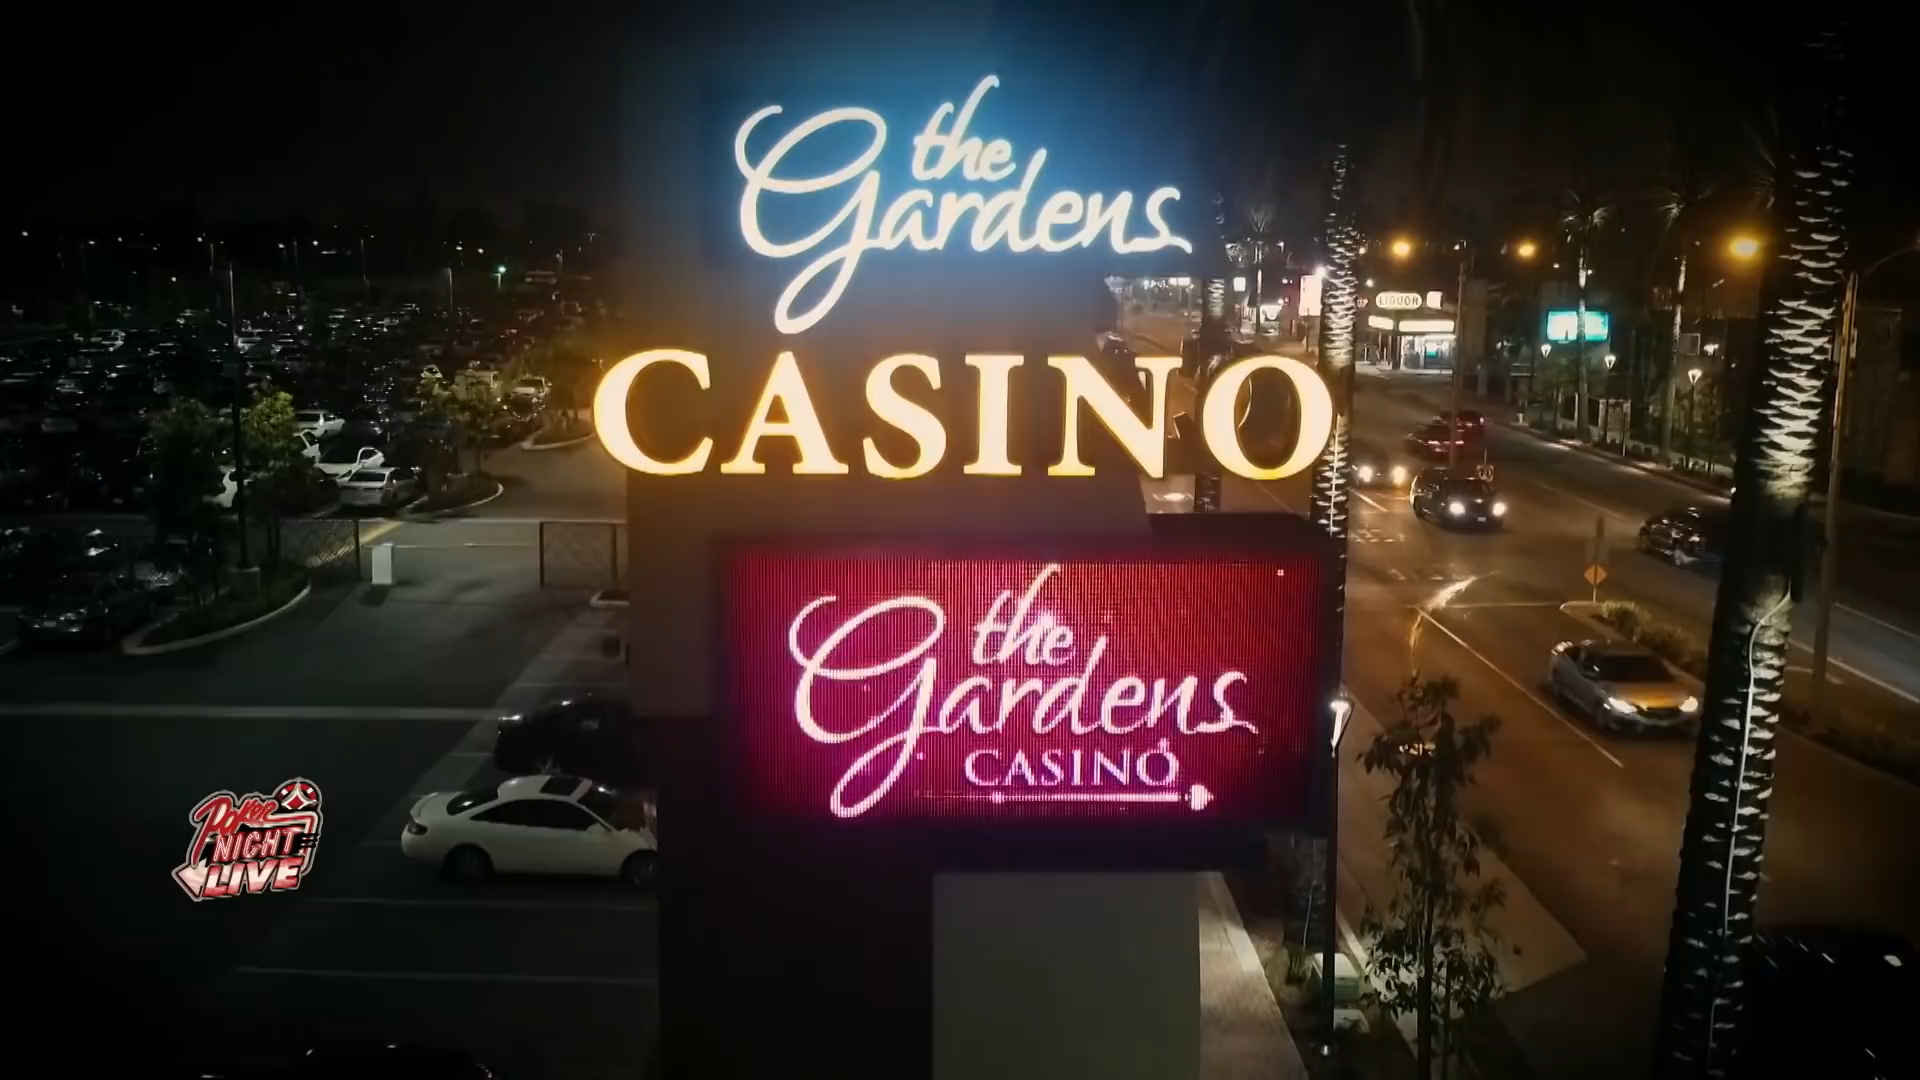 the
Gardens
CASINO
LIQUOR
the
Gardens
CASINO
POKER
NIGHT
LIVE